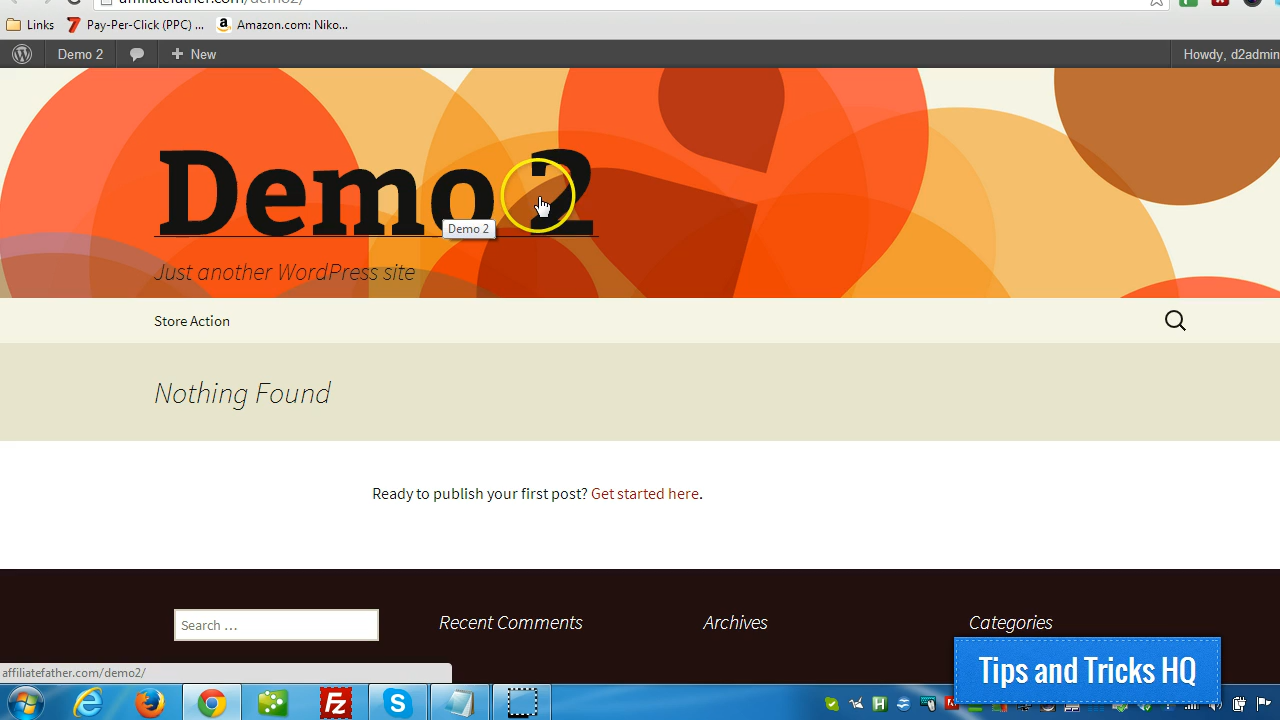 affiliatefather.com/demo2/
Links
Pay-Per-Click (PPC) ...
Amazon.com: Niko...
Demo 2
New
Howdy, d2admin
Demo 2
Demo 2
Just another WordPress site
Store Action
Nothing Found
Ready to publish your first post? Get started here.
Search ...
Recent Comments
Archives
Categories
affiliatefather.com/demo2/
Tips and Tricks HQ